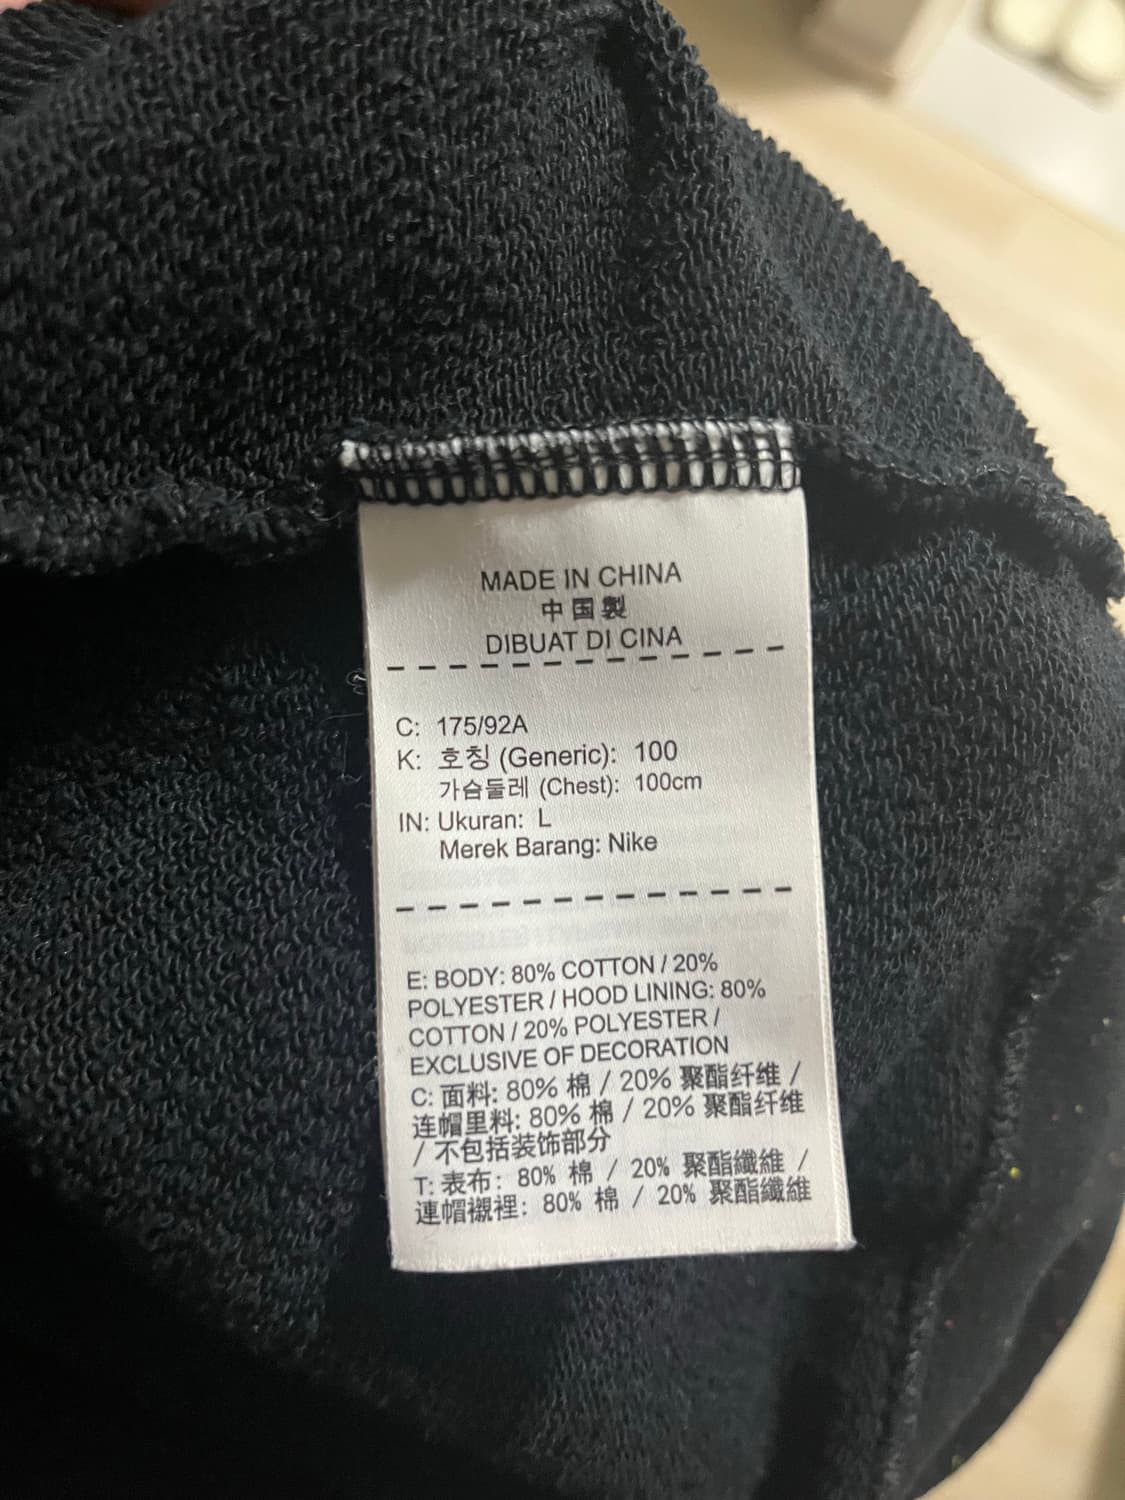 MADE IN CHINA
中国製
DIBUAT DI CINA
C: 175/92A
K: 호칭 (Generic): 100
가슴둘레 (Chest): 100cm
IN: Ukuran: L
Merek Barang: Nike
E: BODY: 80% COTTON / 20%
POLYESTER / HOOD LINING: 80%
COTTON / 20% POLYESTER /
EXCLUSIVE OF DECORATION
C: 面料: 80% 棉 / 20% 聚酯纤维 /
连帽里料: 80% 棉 / 20% 聚酯纤维
/ 不包括装饰部分
T: 表布: 80% 棉 / 20% 聚酯纖維 /
連帽襯裡: 80% 棉 / 20% 聚酯纖維